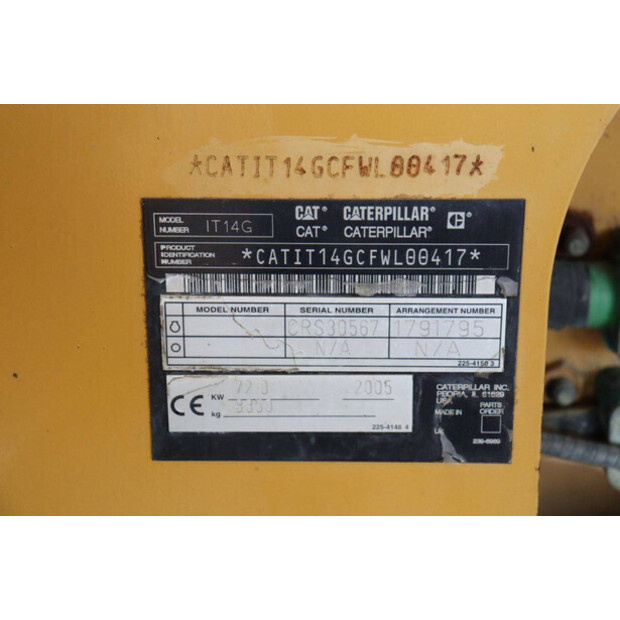 *CATIT14GCFWL00417*
MODEL NUMBER IT14G
CAT® CATERPILLAR®
CAT® CATERPILLAR®
PRODUCT IDENTIFICATION NUMBER *CATIT14GCFWL00417*
MODEL NUMBER SERIAL NUMBER ARRANGEMENT NUMBER
CRS30567 1791795
N/A N/A
225-4150 3
CE KW 72.0 2005
kg
225-4148 4
CATERPILLAR INC.
PEORIA, IL 61629
USA
MADE IN
PARTS ORDER